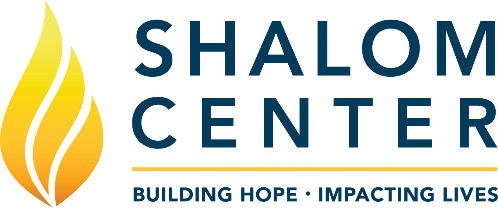 SHALOM
CENTER
BUILDING HOPE · IMPACTING LIVES